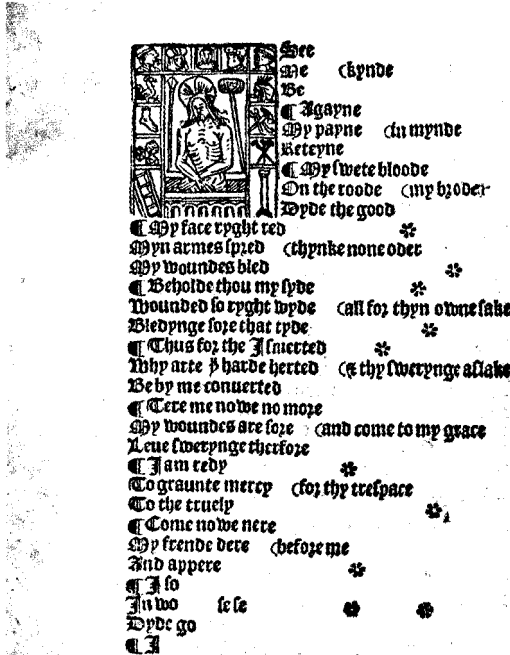 See
Me (kynde
Be
¶ Agayne
My payne (In mynde
Reteyne
¶ My swete bloode
On the roode (my broder
Dyde the good
¶ My face ryght red
Myn armes spred (thynke none oder
My woundes bled
¶ Beholde thou my syde
Wounded so ryght wyde (all for thyn owne sake
Bledynge sore that tyde
¶ Thus for the I smerted
Why arte þu harde herted (& thy swerynge aslake
Be by me conuerted
¶ Tere me nowe no more
My woundes are sore (and come to my grace
Leue swerynge therfore
¶ I am redy
To graunte mercy (for thy trespace
To the truely
¶ Come nowe nere
My frende dere (before me
And appere
¶ I so
In wo se se
Dyde go
¶ I